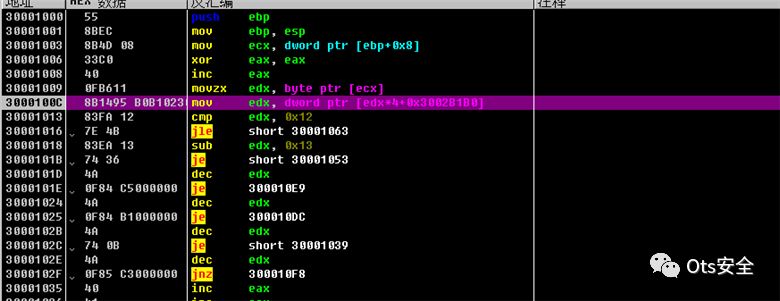 地址 HEX 数据 反汇编 注释
30001000 55 push ebp
30001001 8BEC mov ebp, esp
30001003 8B4D 08 mov ecx, dword ptr [ebp+0x8]
30001006 33C0 xor eax, eax
30001008 40 inc eax
30001009 0FB611 movzx edx, byte ptr [ecx]
3000100C 8B1495 B0B10230 mov edx, dword ptr [edx*4+0x3002B1B0]
30001013 83FA 12 cmp edx, 0x12
30001016 7E 4B jle short 30001063
30001018 83EA 13 sub edx, 0x13
3000101B 74 36 je short 30001053
3000101D 4A dec edx
3000101E 0F84 C5000000 je 300010E9
30001024 4A dec edx
30001025 0F84 B1000000 je 300010DC
3000102B 4A dec edx
3000102C 74 0B je short 30001039
3000102E 4A dec edx
3000102F 0F85 C3000000 jnz 300010F8
30001035 40 inc eax
Ots安全